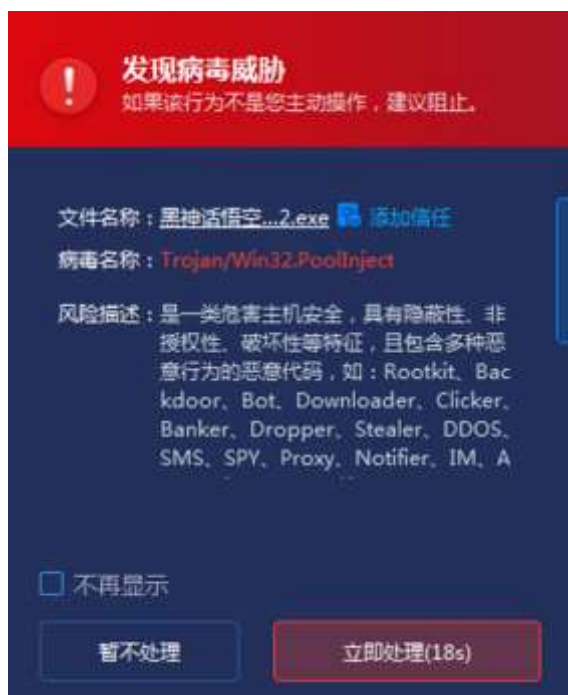 发现病毒威胁
如果该行为不是您主动操作，建议阻止。
文件名称：黑神话悟空...2.exe 添加信任
病毒名称：Trojan/Win32.PoolInject
风险描述：是一类危害主机安全，具有隐蔽性、非
授权性、破坏性等特征，且包含多种恶
意行为的恶意代码，如：Rootkit、Bac
kdoor、Bot、Downloader、Clicker、
Banker、Dropper、Stealer、DDOS、
SMS、SPY、Proxy、Notifier、IM、A
不再显示
暂不处理
立即处理(18s)